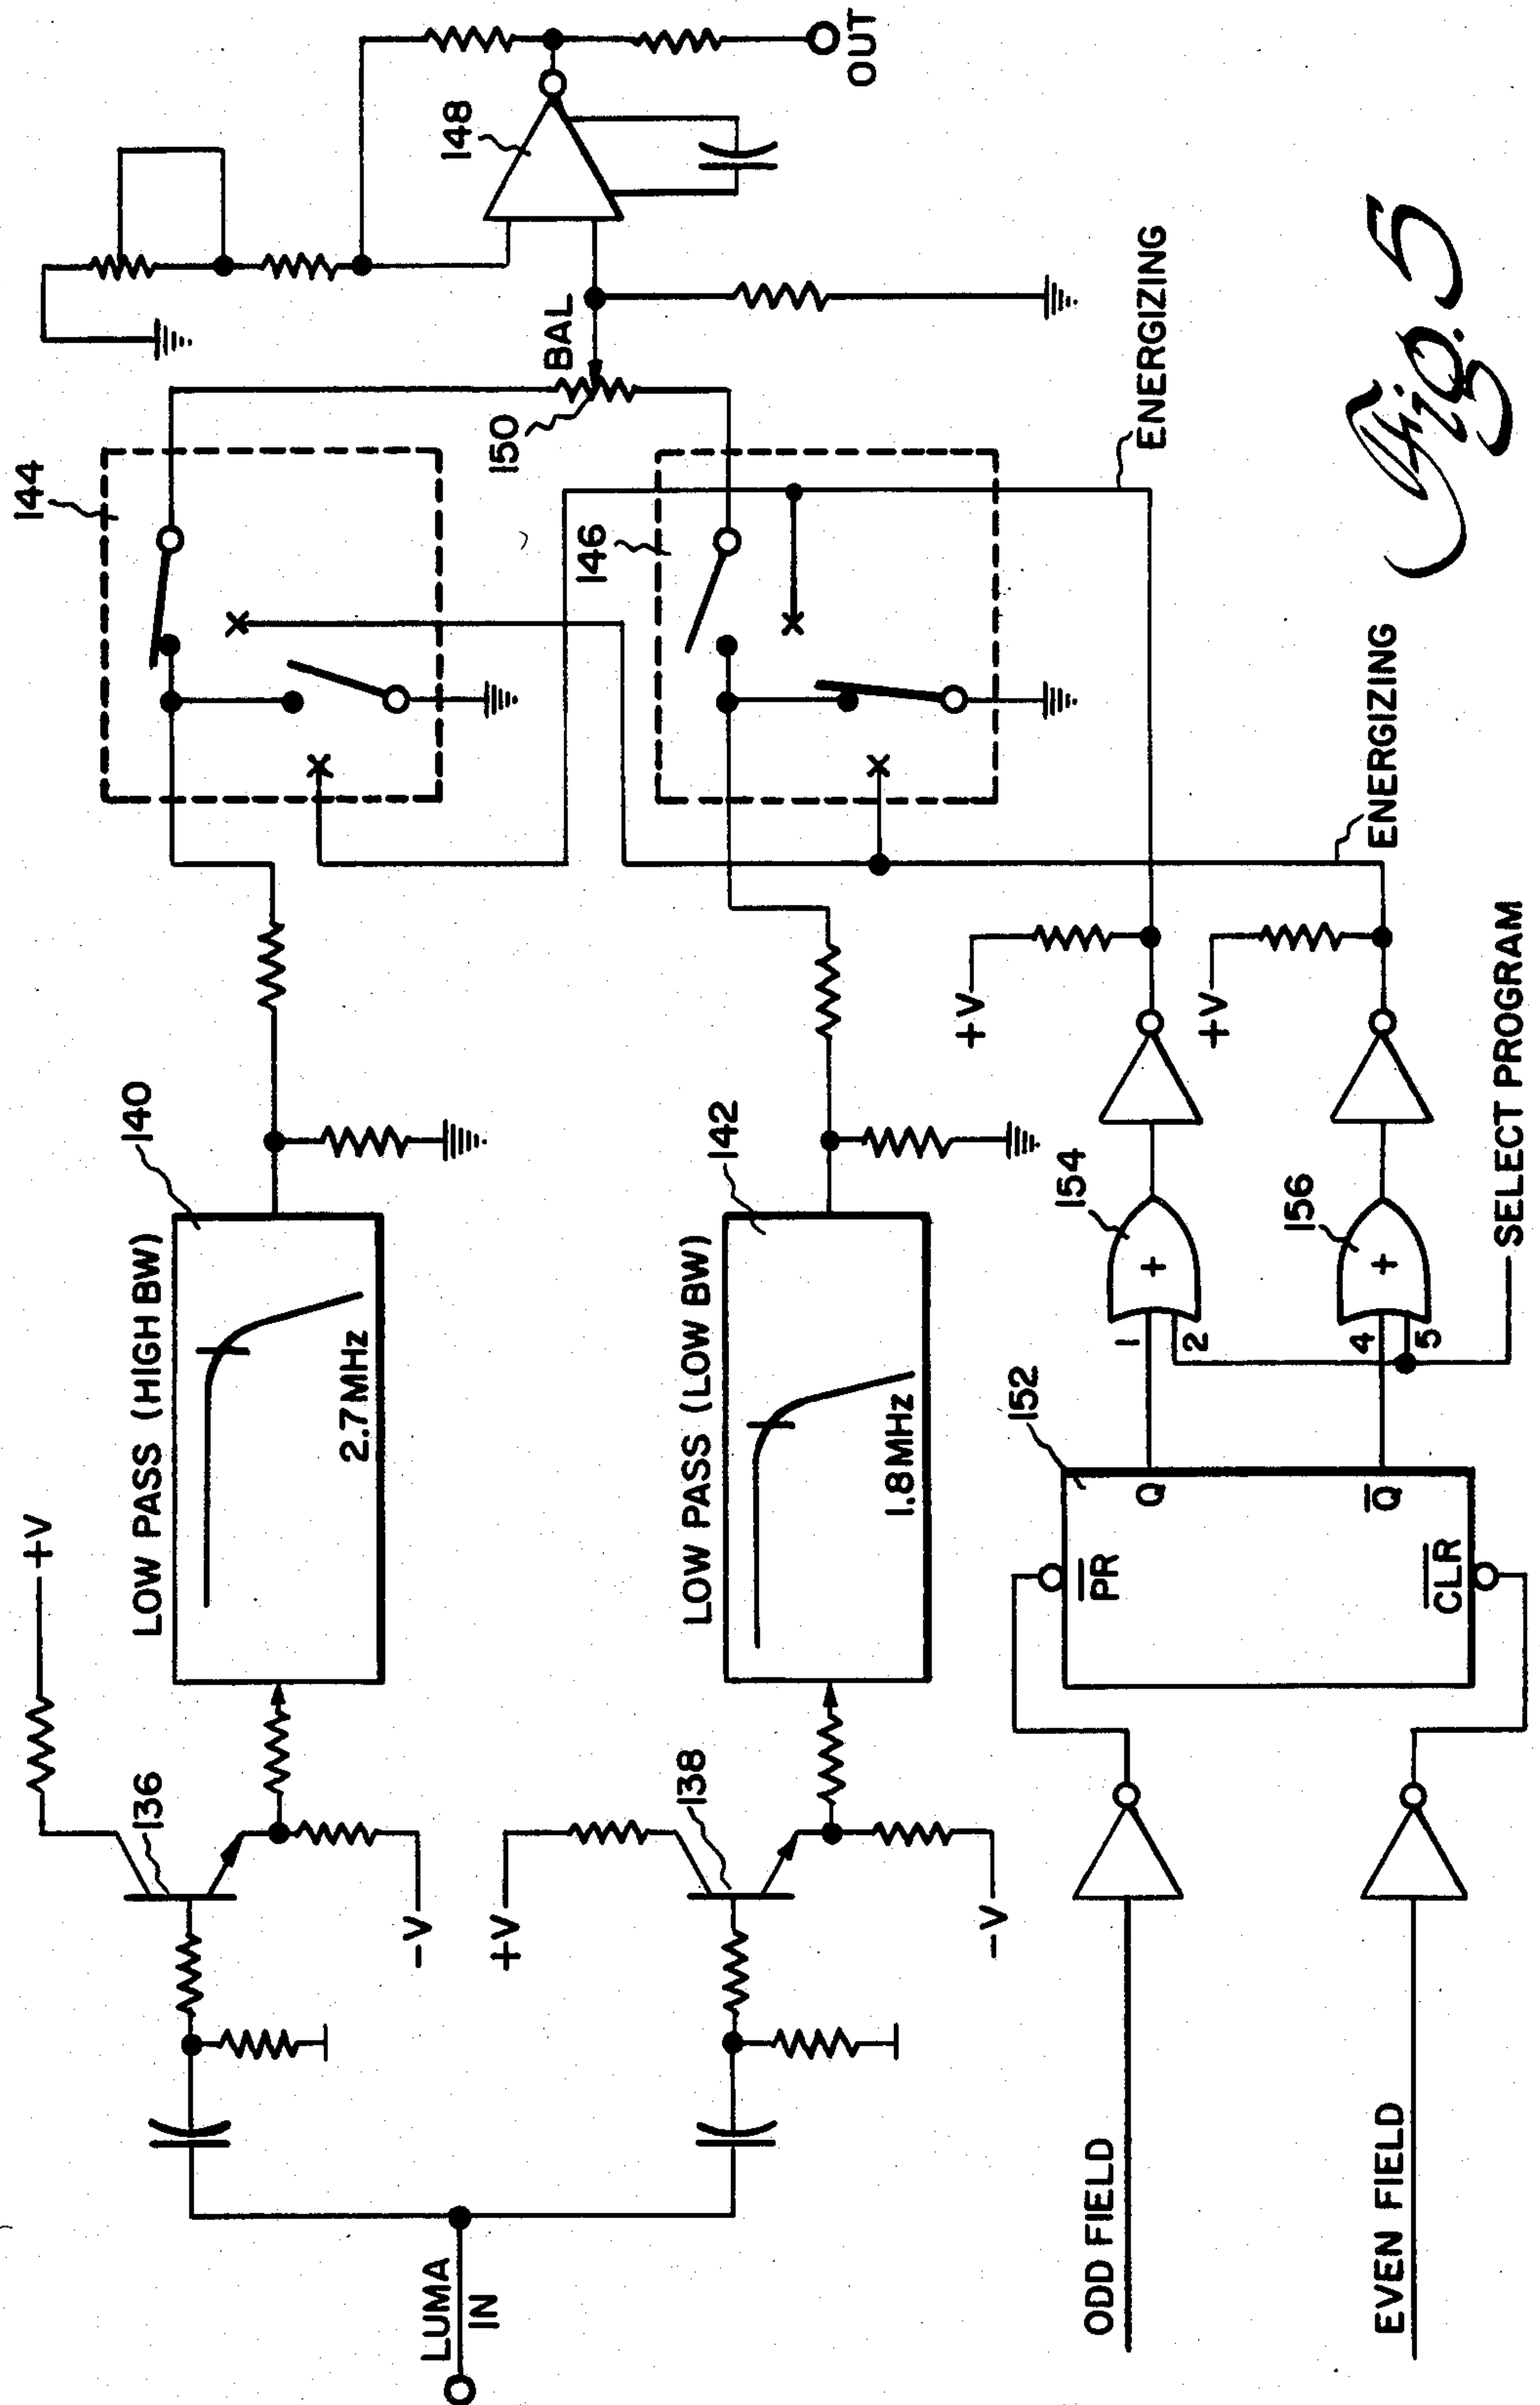 LUMA
IN
+V
136
-V
LOW PASS (HIGH BW)
140
2.7MHz
+V
138
-V
LOW PASS (LOW BW)
142
1.8MHz
144
146
150
BAL
148
OUT
ODD FIELD
EVEN FIELD
152
PR
CLR
Q
Q
1
2
154
4
5
156
SELECT PROGRAM
+V
+V
ENERGIZING
ENERGIZING
Fig. 5